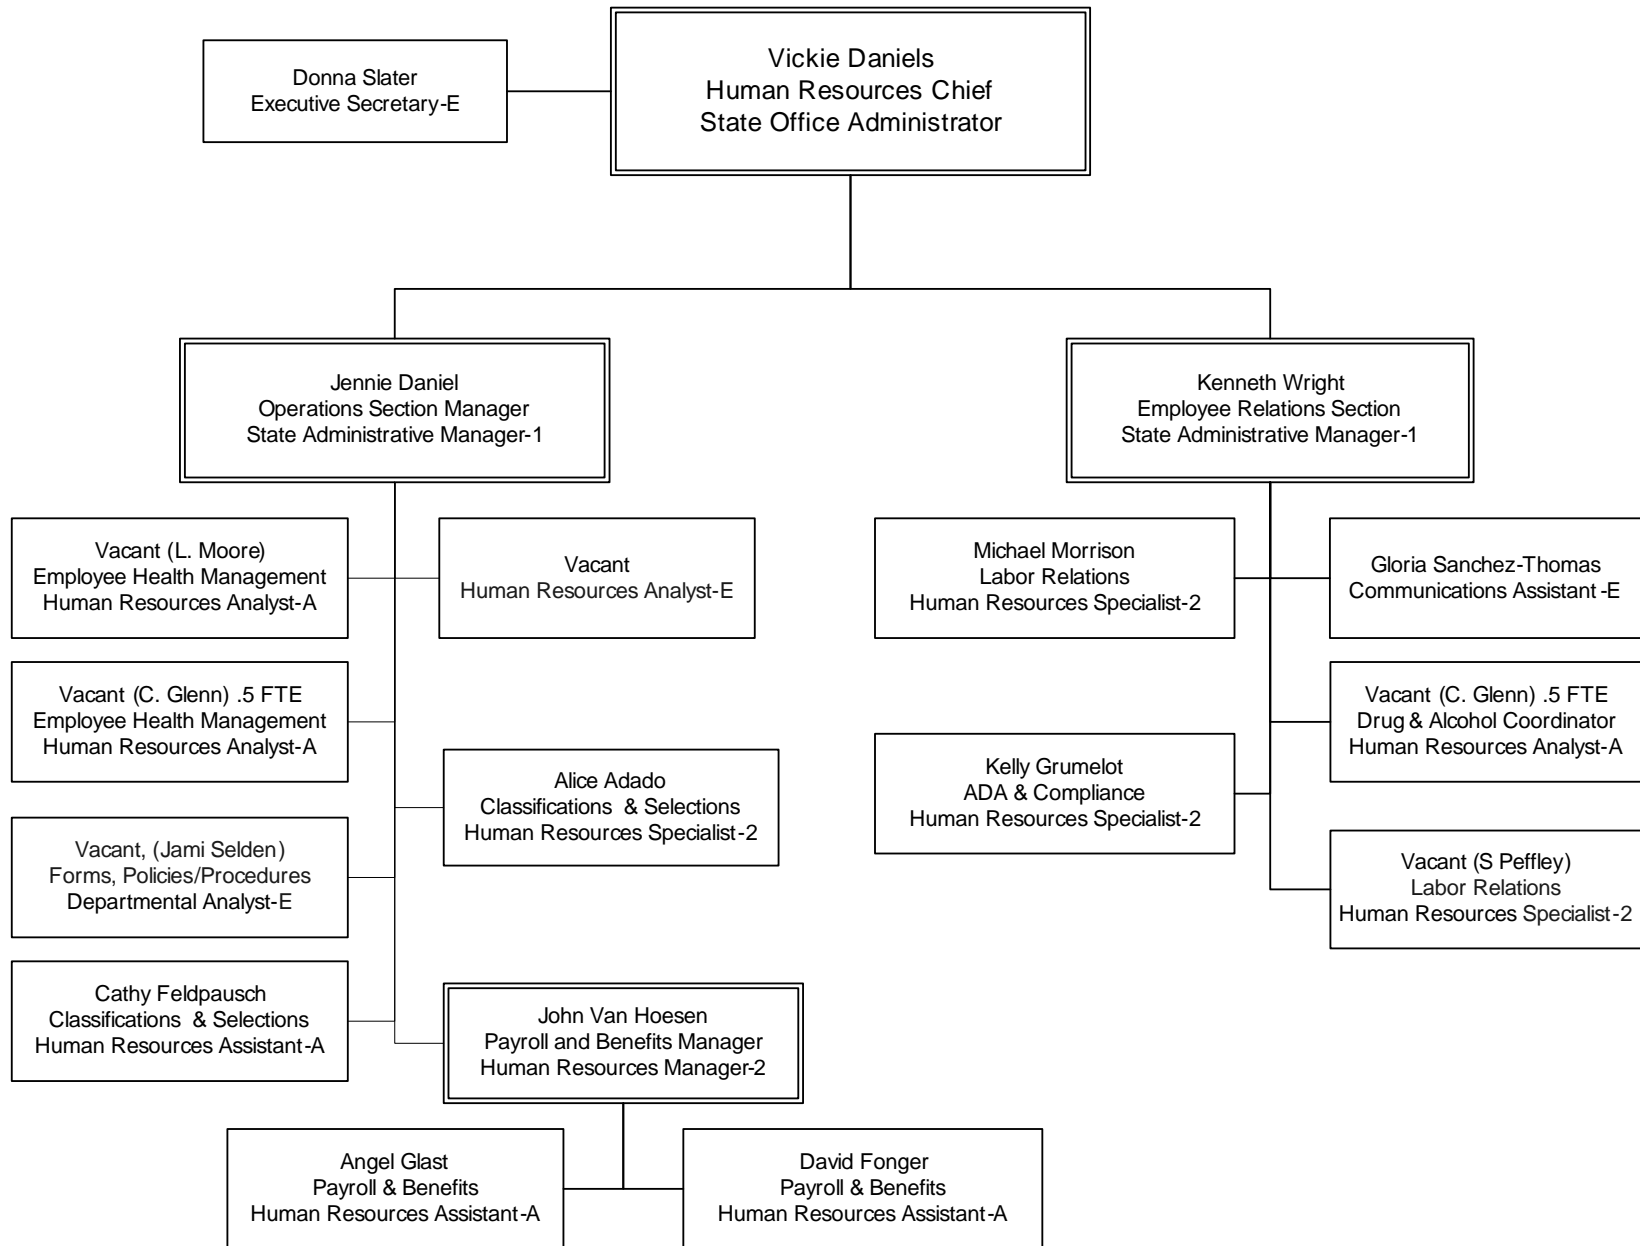 Donna Slater
Executive Secretary-E
Vickie Daniels
Human Resources Chief
State Office Administrator
Jennie Daniel
Operations Section Manager
State Administrative Manager-1
Kenneth Wright
Employee Relations Section
State Administrative Manager-1
Vacant (L. Moore)
Employee Health Management
Human Resources Analyst-A
Vacant
Human Resources Analyst-E
Vacant (C. Glenn) .5 FTE
Employee Health Management
Human Resources Analyst-A
Alice Adado
Classifications & Selections
Human Resources Specialist-2
Vacant, (Jami Selden)
Forms, Policies/Procedures
Departmental Analyst-E
Cathy Feldpausch
Classifications & Selections
Human Resources Assistant-A
John Van Hoesen
Payroll and Benefits Manager
Human Resources Manager-2
Angel Glast
Payroll & Benefits
Human Resources Assistant-A
David Fonger
Payroll & Benefits
Human Resources Assistant-A
Michael Morrison
Labor Relations
Human Resources Specialist-2
Gloria Sanchez-Thomas
Communications Assistant-E
Vacant (C. Glenn) .5 FTE
Drug & Alcohol Coordinator
Human Resources Analyst-A
Kelly Grumelot
ADA & Compliance
Human Resources Specialist-2
Vacant (S Peffley)
Labor Relations
Human Resources Specialist-2